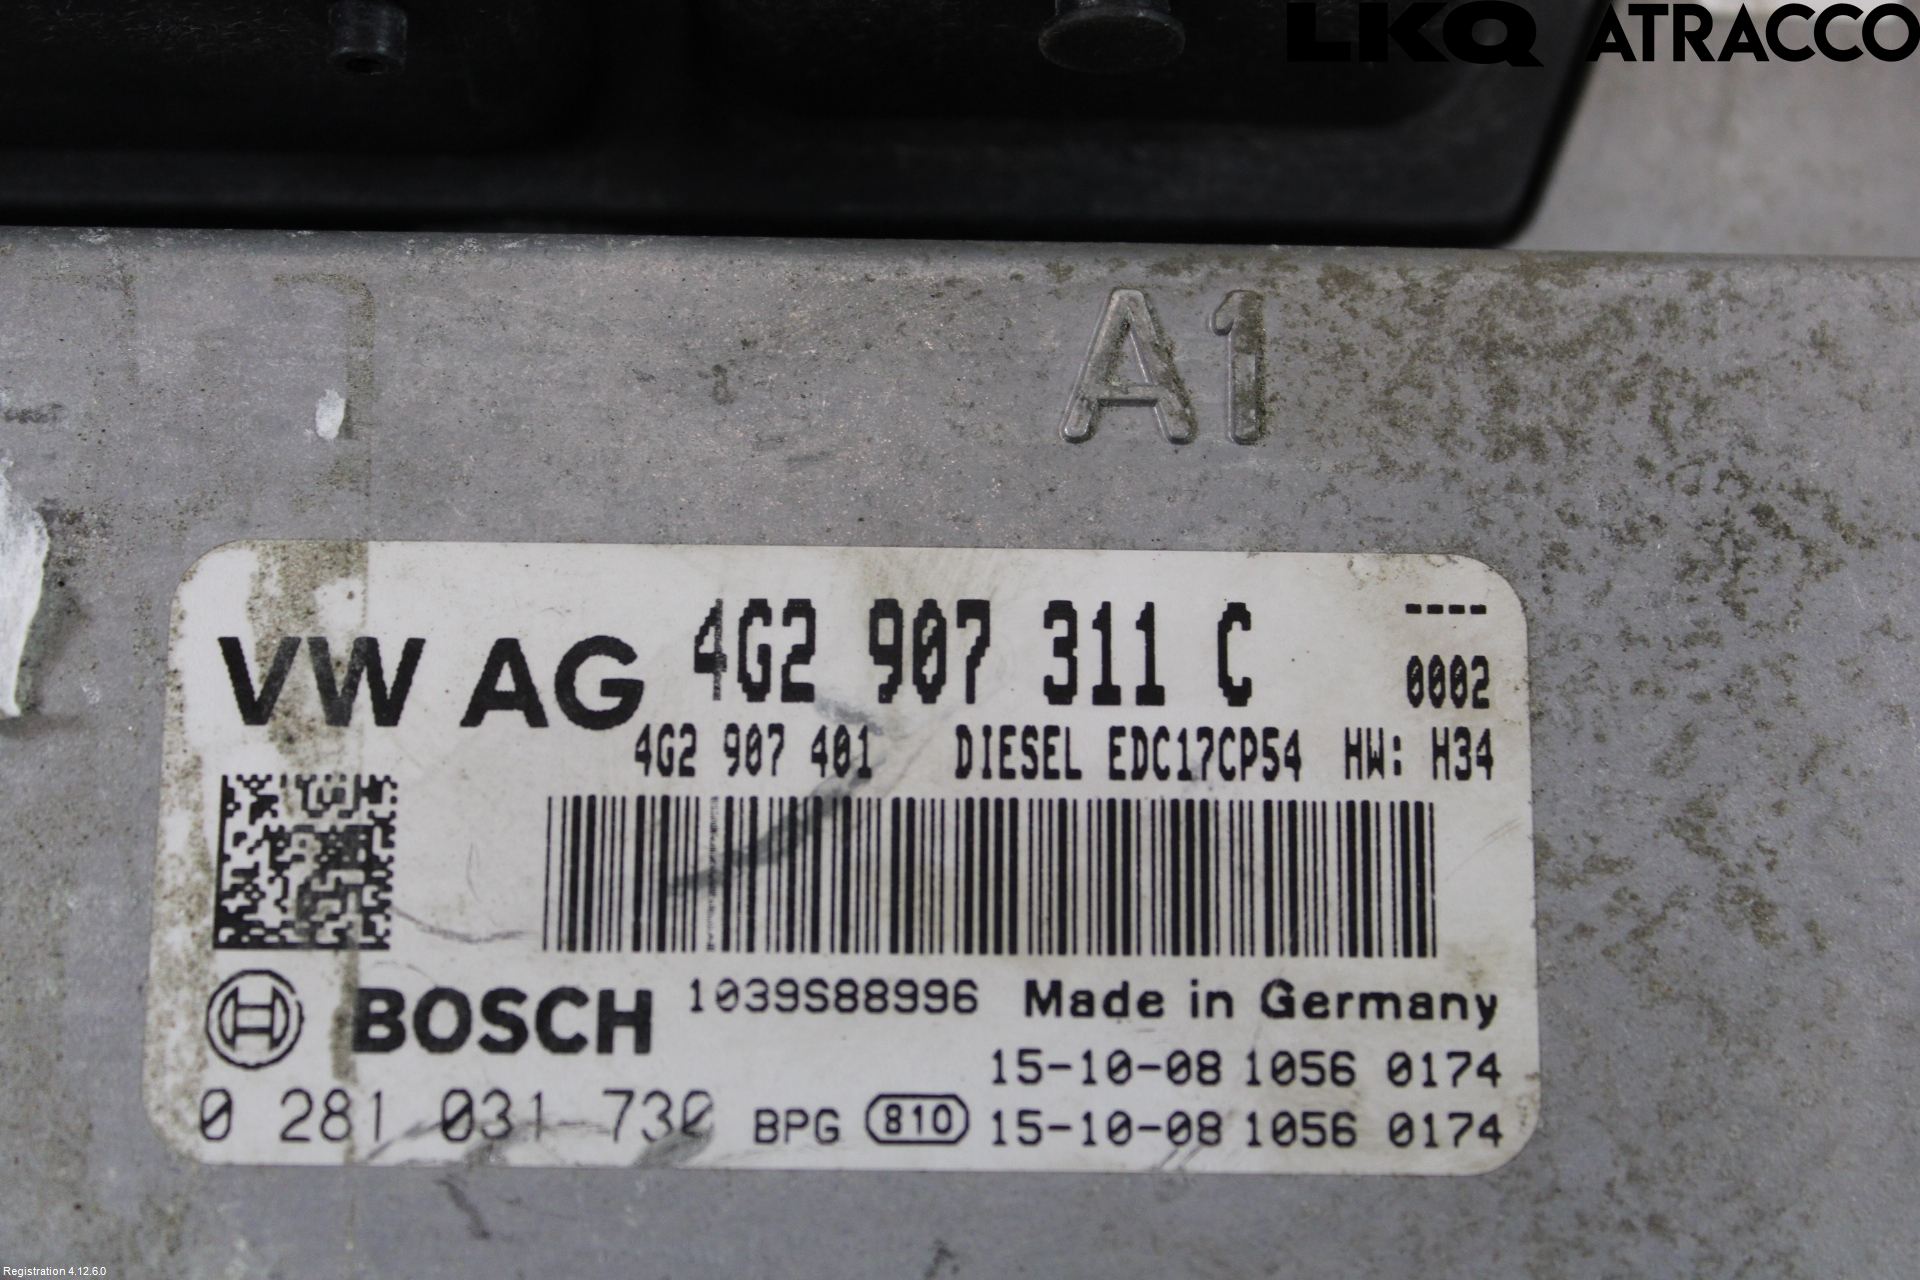 LKQ ATRACCO
A1
VW AG 4G2 907 311 C ----
0002
4G2 907 401 DIESEL EDC17CP54 HW: H34
BOSCH 1039S88996 Made in Germany
15-10-08 1056 0174
0 281 031 730 BPG 810 15-10-08 1056 0174
Registration 4.12.6.0